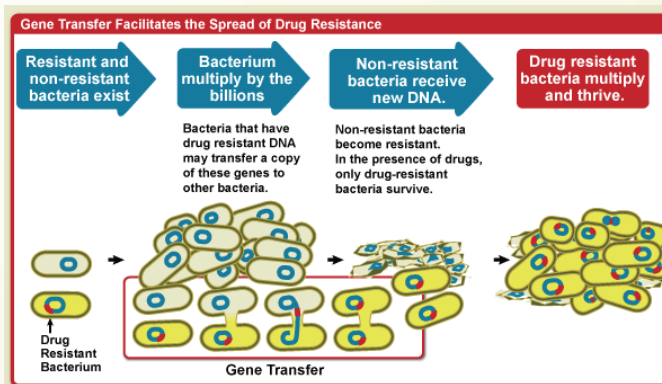 Gene Transfer Facilitates the Spread of Drug Resistance
Resistant and
non-resistant
bacteria exist
Bacterium
multiply by the
billions
Non-resistant
bacteria receive
new DNA.
Drug resistant
bacteria multiply
and thrive.
Bacteria that have
drug resistant DNA
may transfer a copy
of these genes to
other bacteria.
Non-resistant bacteria
become resistant.
In the presence of drugs,
only drug-resistant
bacteria survive.
Drug
Resistant
Bacterium
Gene Transfer